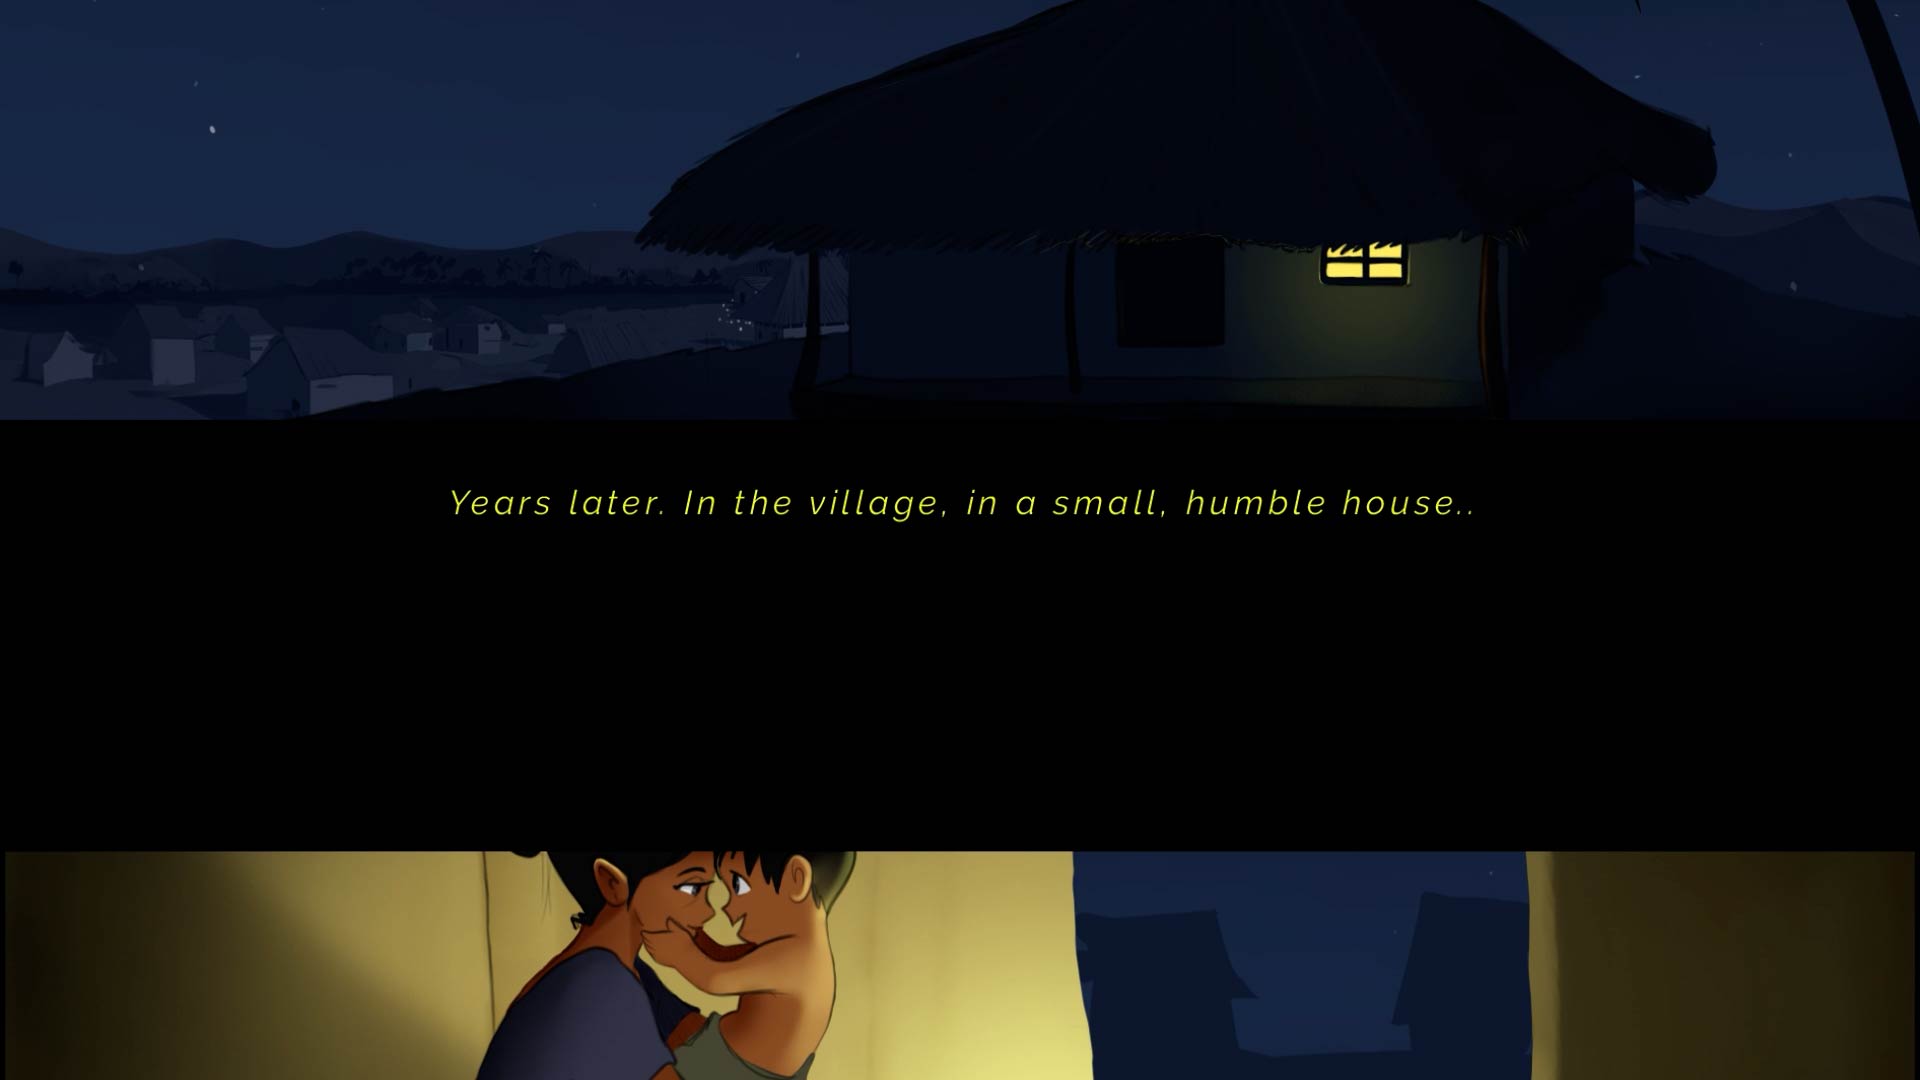 Years later. In the village, in a small, humble house..